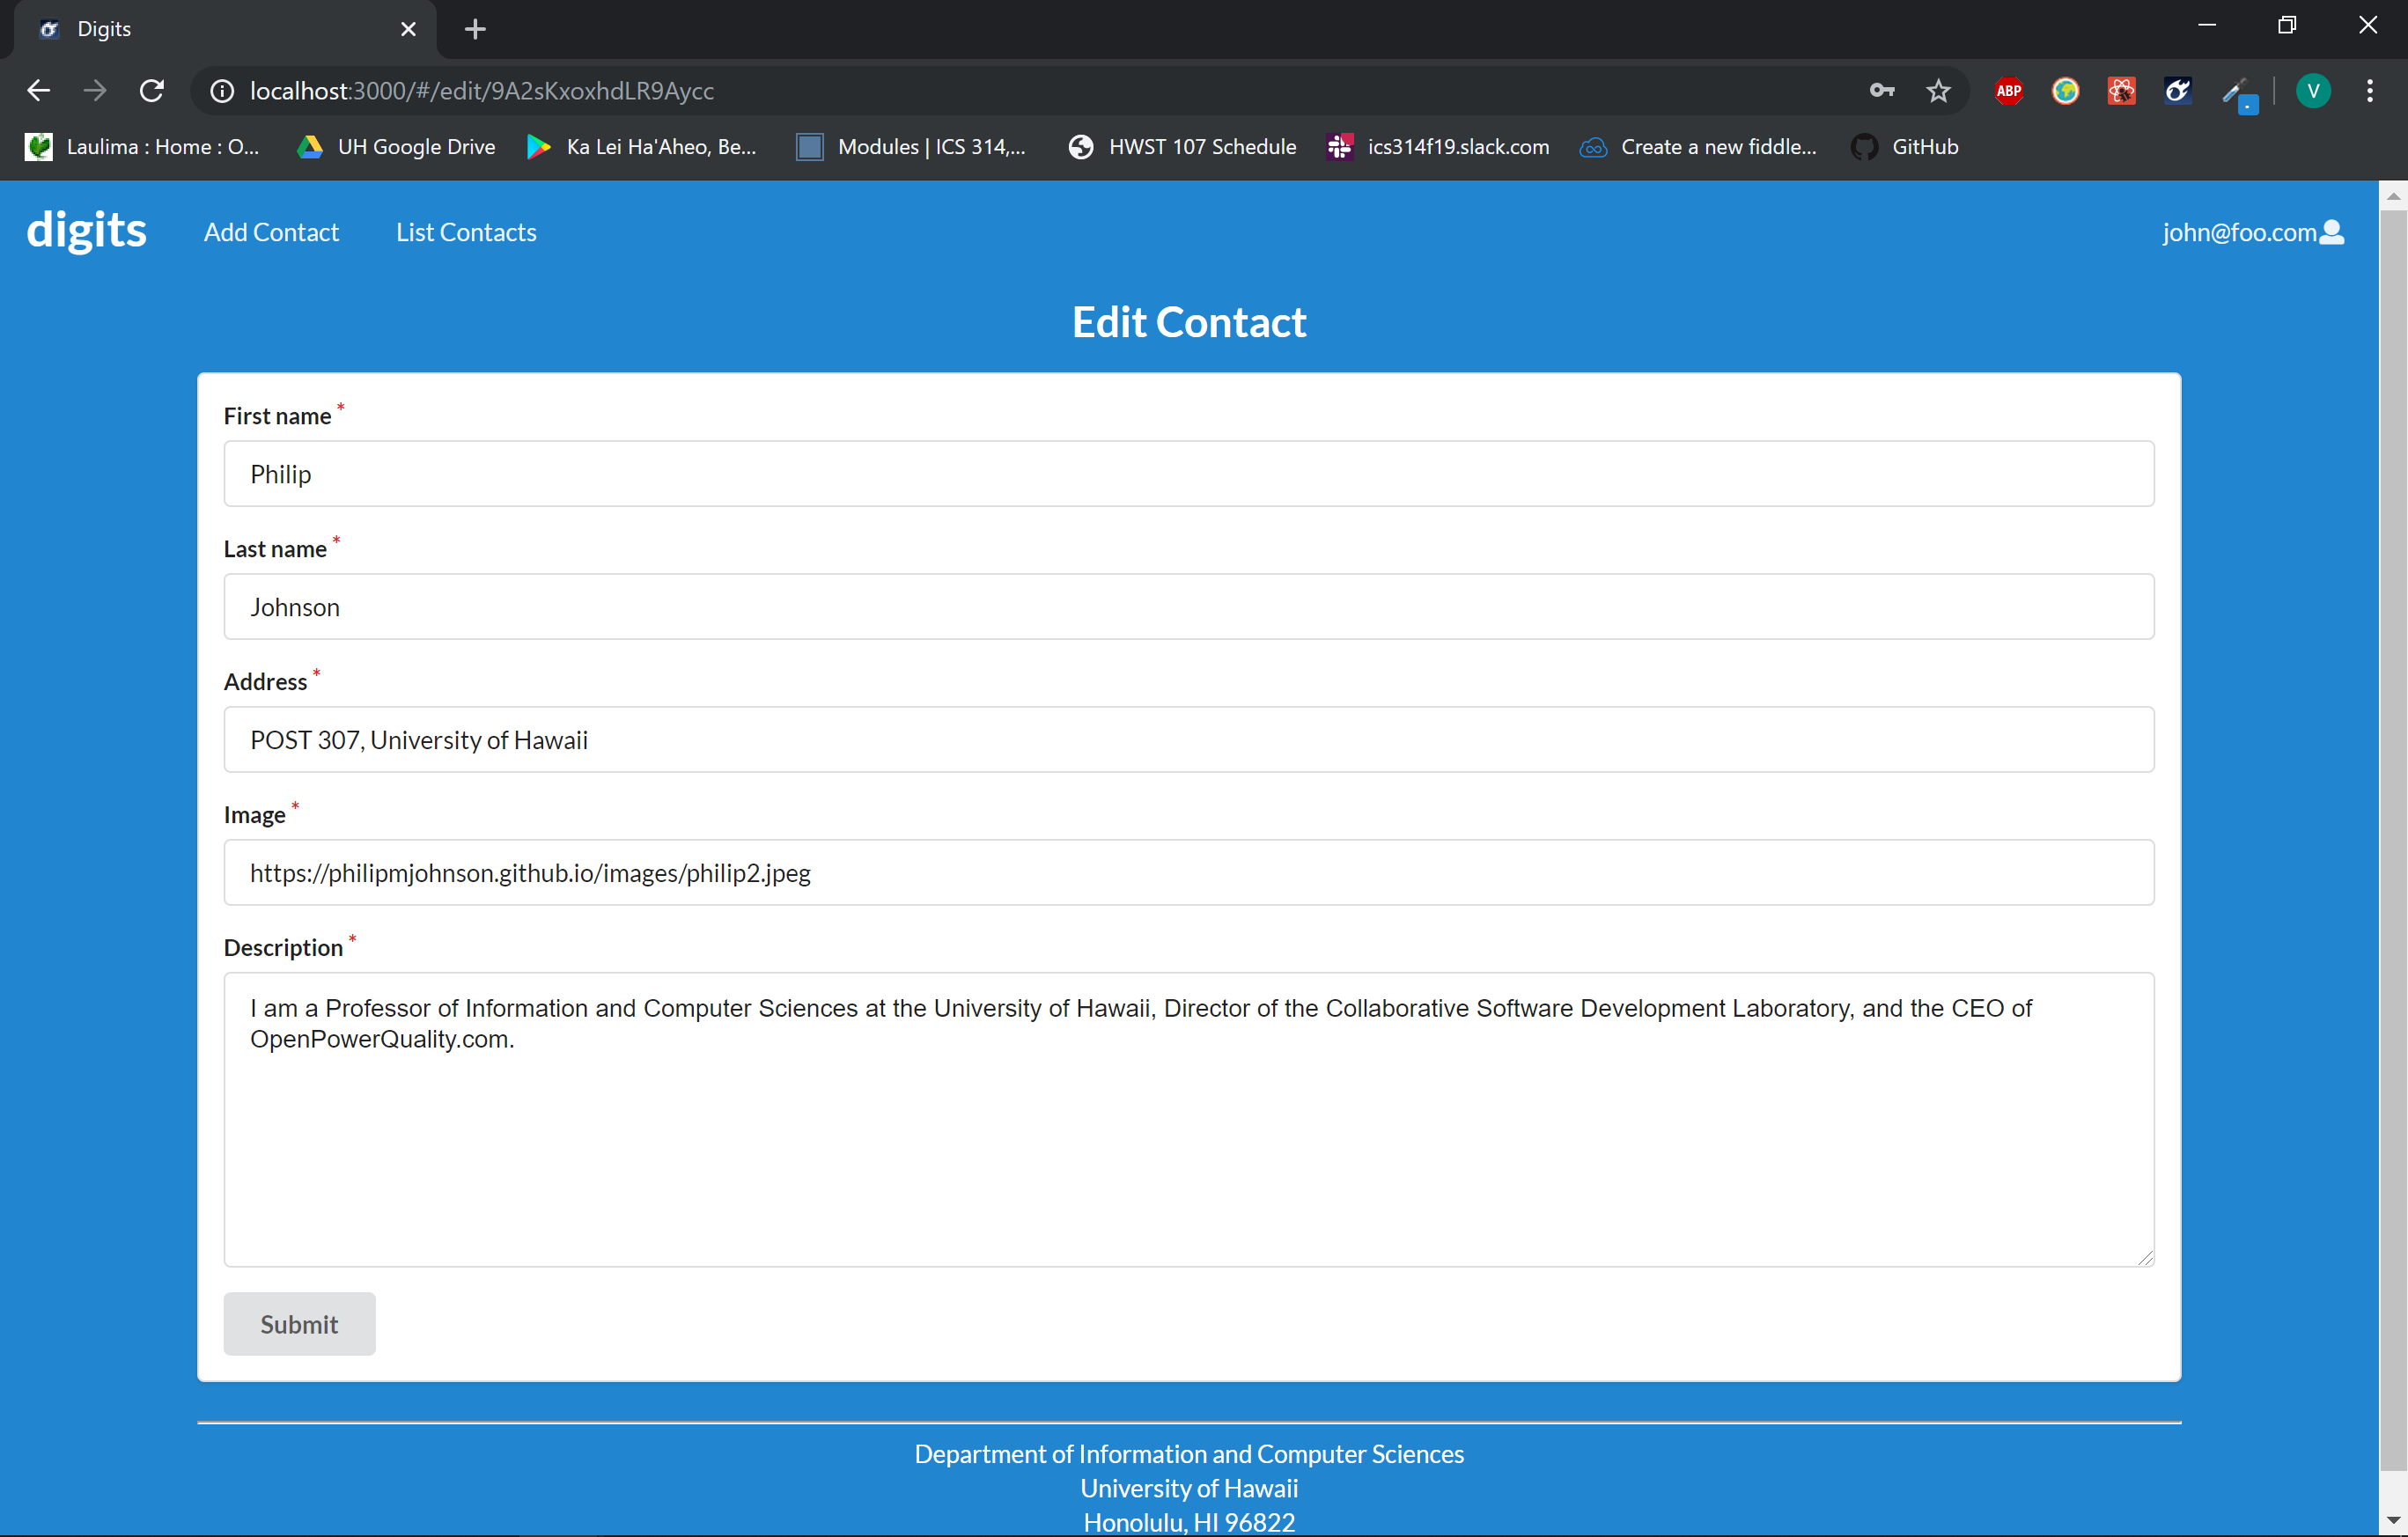 Digits
localhost:3000/#/edit/9A2sKxoxhdLR9Aycc
ABP
V
Laulima : Home : O...
UH Google Drive
Ka Lei Ha'Aheo, Be...
Modules | ICS 314,...
HWST 107 Schedule
ics314f19.slack.com
Create a new fiddle...
GitHub
digits
Add Contact
List Contacts
john@foo.com
Edit Contact
First name *
Philip
Last name *
Johnson
Address *
POST 307, University of Hawaii
Image *
https://philipmjohnson.github.io/images/philip2.jpeg
Description *
I am a Professor of Information and Computer Sciences at the University of Hawaii, Director of the Collaborative Software Development Laboratory, and the CEO of
OpenPowerQuality.com.
Submit
Department of Information and Computer Sciences
University of Hawaii
Honolulu, HI 96822